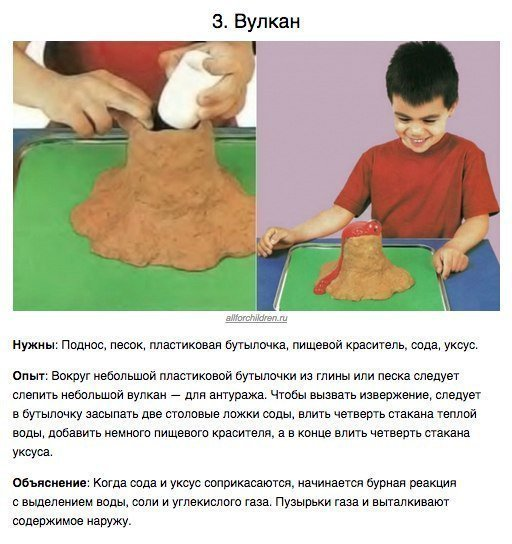 3. Вулкан
allforchildren.ru
Нужны: Поднос, песок, пластиковая бутылочка, пищевой краситель, сода, уксус.
Опыт: Вокруг небольшой пластиковой бутылочки из глины или песка следует
слепить небольшой вулкан — для антуража. Чтобы вызвать извержение, следует
в бутылочку засыпать две столовые ложки соды, влить четверть стакана теплой
воды, добавить немного пищевого красителя, а в конце влить четверть стакана
уксуса.
Объяснение: Когда сода и уксус соприкасаются, начинается бурная реакция
с выделением воды, соли и углекислого газа. Пузырьки газа и выталкивают
содержимое наружу.